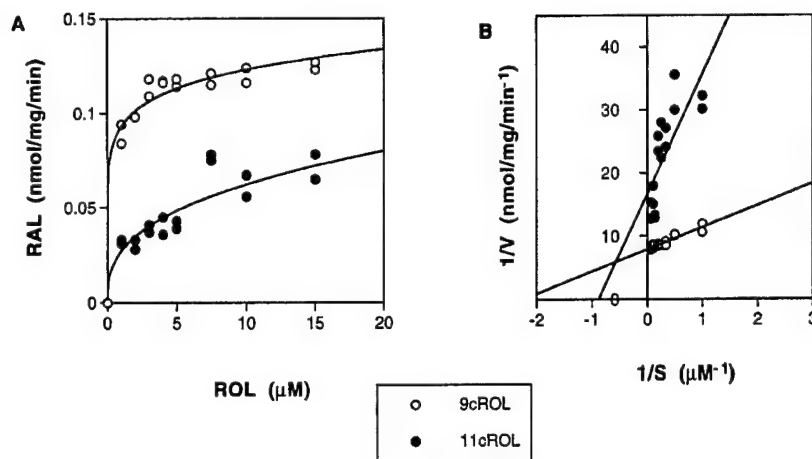 A
RAL (nmol/mg/min)
0.15
0.1
0.05
0
0
5
10
15
20
ROL (μM)
B
1/V (nmol/mg/min⁻¹)
40
30
20
10
0
-2
-1
0
1
2
3
1/S (μM⁻¹)
9cROL
11cROL